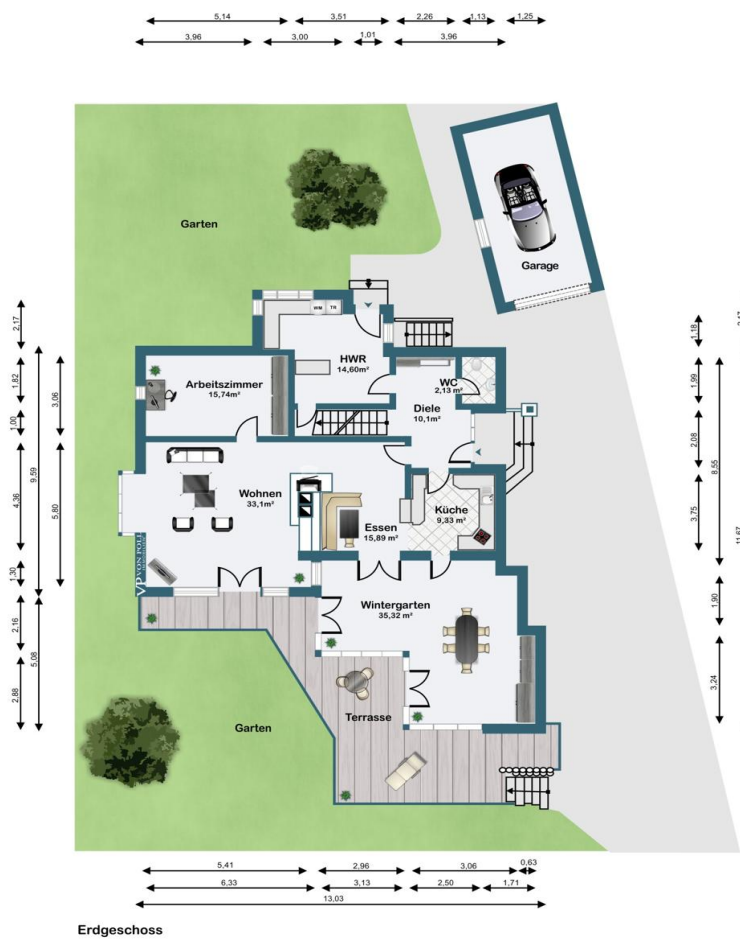 5,14
3,51
2,26
1,13
1,25
3,96
3,00
1,01
3,96
Garten
Garage
WM
TR
HWR
14,60m²
Arbeitszimmer
15,74m²
WC
2,13 m²
Diele
10,1m²
Wohnen
33,1m²
Essen
15,89 m²
Küche
9,33 m²
VP VON POLL
Wintergarten
35,32 m²
Terrasse
Garten
2,17
1,82
1,00
4,36
1,30
2,16
2,88
9,59
5,08
3,06
5,80
1,18
1,99
2,08
3,75
1,90
3,24
8,55
11,67
5,41
2,96
3,06
0,63
6,33
3,13
2,50
1,71
13,03
Erdgeschoss